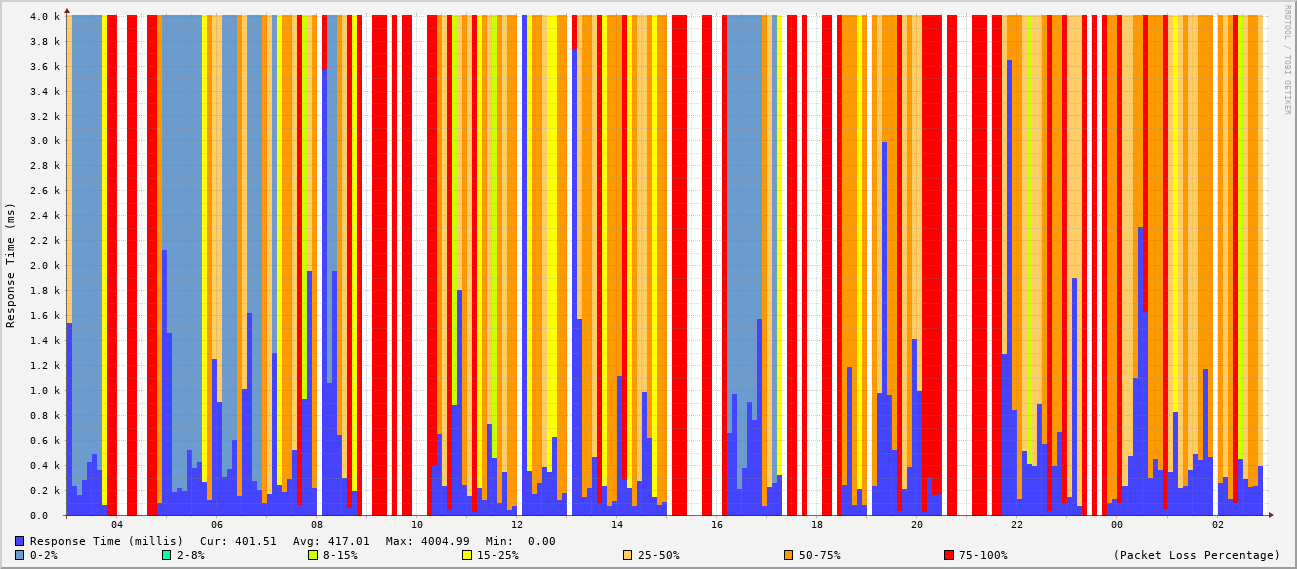 RRDTOOL / TOBI OETIKER
Response Time (ms)
4.0 k
3.8 k
3.6 k
3.4 k
3.2 k
3.0 k
2.8 k
2.6 k
2.4 k
2.2 k
2.0 k
1.8 k
1.6 k
1.4 k
1.2 k
1.0 k
0.8 k
0.6 k
0.4 k
0.2 k
0.0
04 06 08 10 12 14 16 18 20 22 00 02
Response Time (millis) Cur: 401.51 Avg: 417.01 Max: 4004.99 Min: 0.00
0-2% 2-8% 8-15% 15-25% 25-50% 50-75% 75-100% (Packet Loss Percentage)